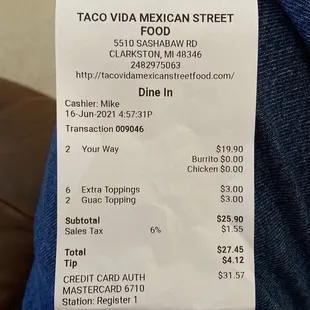 TACO VIDA MEXICAN STREET
FOOD
5510 SASHABAW RD
CLARKSTON, MI 48346
2482975063
http://tacovidamexicanstreetfood.com/
Dine In
Cashier: Mike
16-Jun-2021 4:57:31P
Transaction 009046
2 Your Way $19.90
Burrito $0.00
Chicken $0.00
6 Extra Toppings $3.00
2 Guac Topping $3.00
Subtotal $25.90
Sales Tax 6% $1.55
Total $27.45
Tip $4.12
CREDIT CARD AUTH $31.57
MASTERCARD 6710
Station: Register 1